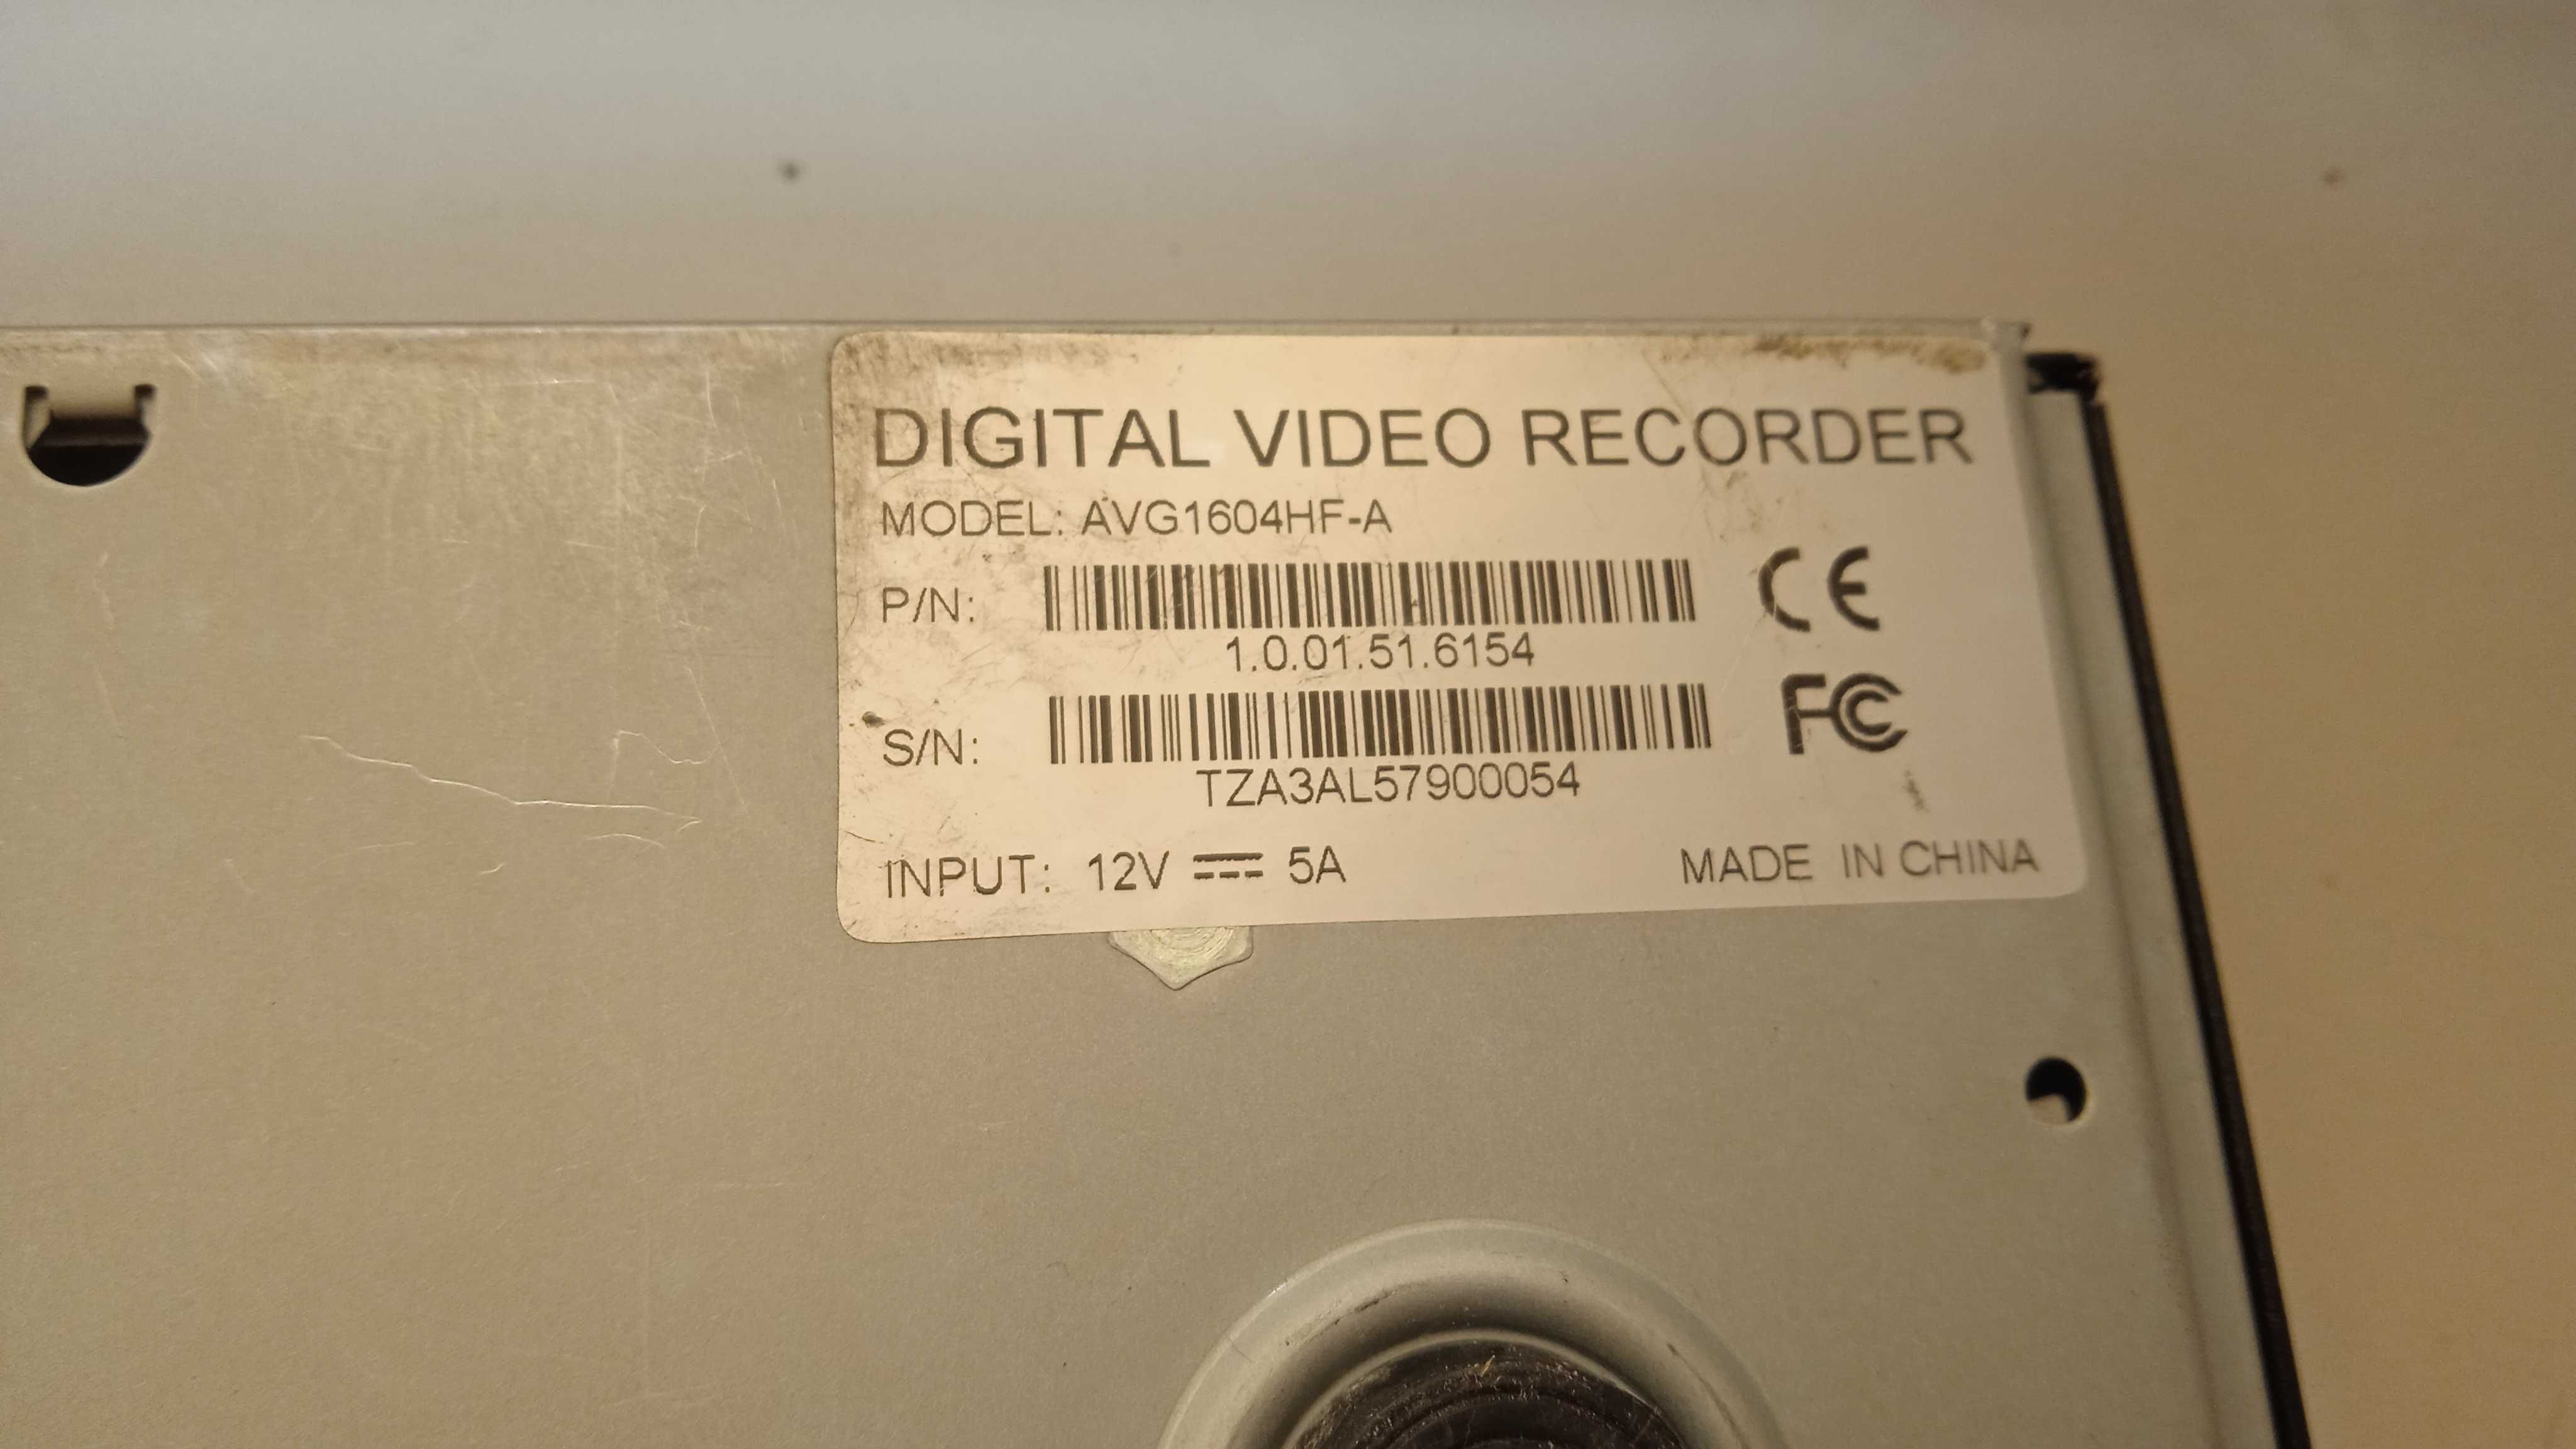 DIGITAL VIDEO RECORDER
MODEL: AVG1604HF-A
P/N:
1.0.01.51.6154
CE
S/N:
TZA3AL57900054
FC
INPUT: 12V ⎓ 5A MADE IN CHINA